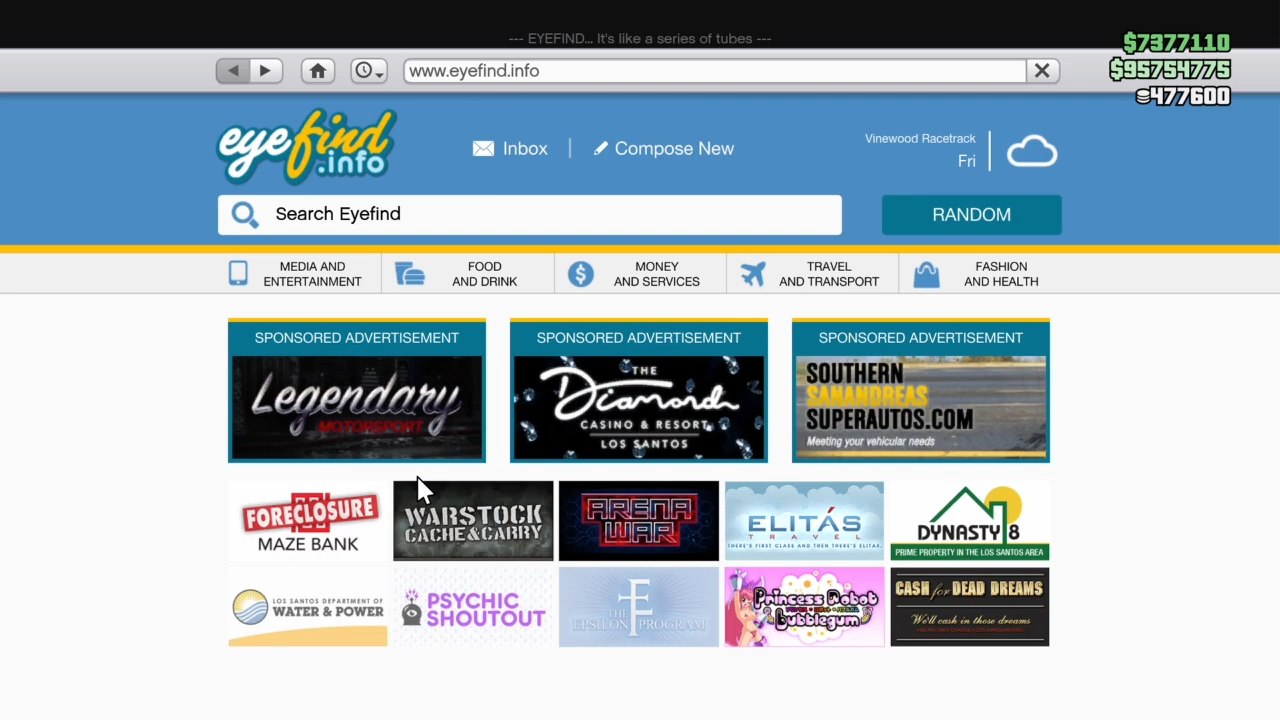 --- EYEFIND... It's like a series of tubes ---
$7377110
$95754775
477600
www.eyefind.info
eyefind
.info
Inbox
Compose New
Vinewood Racetrack
Fri
Search Eyefind
RANDOM
MEDIA AND
ENTERTAINMENT
FOOD
AND DRINK
MONEY
AND SERVICES
TRAVEL
AND TRANSPORT
FASHION
AND HEALTH
SPONSORED ADVERTISEMENT
Legendary
MOTORSPORT
SPONSORED ADVERTISEMENT
THE
Diamond
CASINO & RESORT
LOS SANTOS
SPONSORED ADVERTISEMENT
SOUTHERN
SANANDREAS
SUPERAUTOS.COM
Meeting your vehicular needs
FORECLOSURE
MAZE BANK
WARSTOCK
CACHE&CARRY
ARENA
WAR
ELITÁS
TRAVEL
THERE'S FIRST CLASS AND THEN THERE'S ELITAS.
DYNASTY 8
PRIME PROPERTY IN THE LOS SANTOS AREA
LOS SANTOS DEPARTMENT OF
WATER & POWER
PSYCHIC
SHOUTOUT
THE
EPSILON PROGRAM
Princess Robot
Bubblegum
CASH for DEAD DREAMS
We'll cash in those dreams